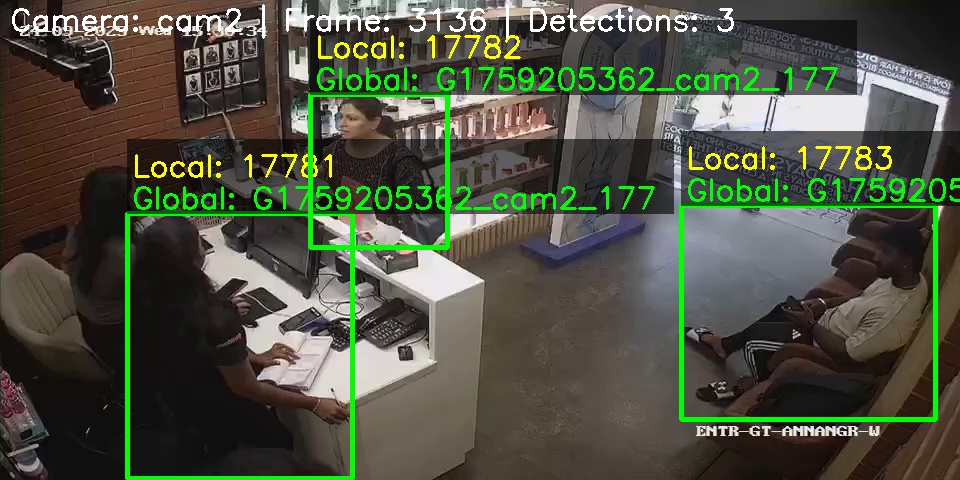 Camera: cam2 | Frame: 3136 | Detections: 3
Local: 17782
Global: G1759205362_cam2_177
Local: 17781
Global: G1759205362_cam2_177
Local: 17783
Global: G1759205
ENTR-GT-ANNANGR-W